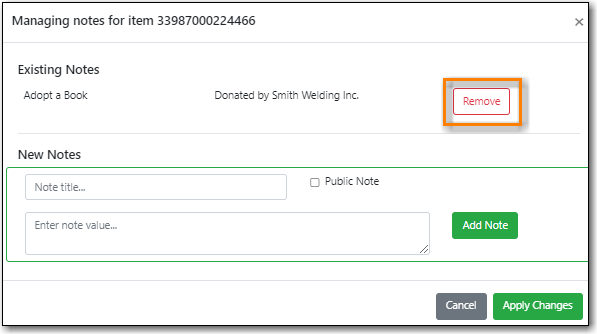 Managing notes for item 33987000224466
×
Existing Notes
Adopt a Book Donated by Smith Welding Inc. Remove
New Notes
Note title... Public Note
Enter note value... Add Note
Cancel Apply Changes